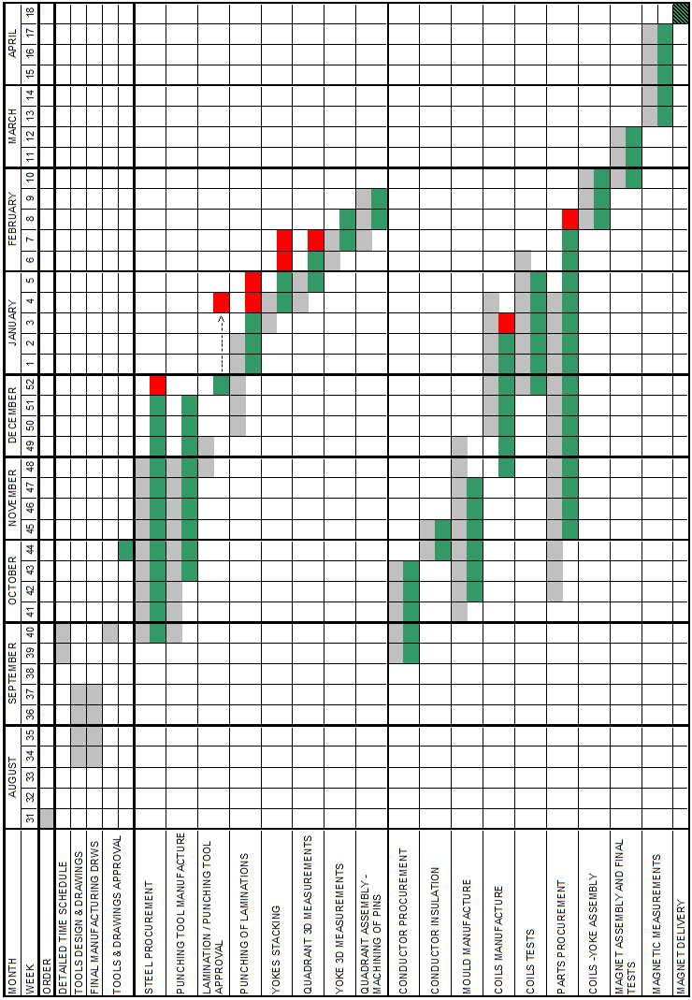 MONTH AUGUST SEPTEMBER OCTOBER NOVEMBER DECEMBER JANUARY FEBRUARY MARCH APRIL
WEEK 31 32 33 34 35 36 37 38 39 40 41 42 43 44 45 46 47 48 49 50 51 52 1 2 3 4 5 6 7 8 9 10 11 12 13 14 15 16 17 18
ORDER
DETAILED TIME SCHEDULE
TOOLS DESIGN & DRAWINGS
FINAL MANUFACTURING DRWS
TOOLS & DRAWINGS APPROVAL
STEEL PROCUREMENT
PUNCHING TOOL MANUFACTURE
LAMINATION / PUNCHING TOOL
APPROVAL
PUNCHING OF LAMINATIONS
YOKES STACKING
QUADRANT 3D MEASUREMENTS
YOKE 3D MEASUREMENTS
QUADRANT ASSEMBLY -
MACHINING OF PINS
CONDUCTOR PROCUREMENT
CONDUCTOR INSULATION
MOULD MANUFACTURE
COILS MANUFACTURE
COILS TESTS
PARTS PROCUREMENT
COILS -YOKE ASSEMBLY
MAGNET ASSEMBLY AND FINAL
TESTS
MAGNETIC MEASUREMENTS
MAGNET DELIVERY